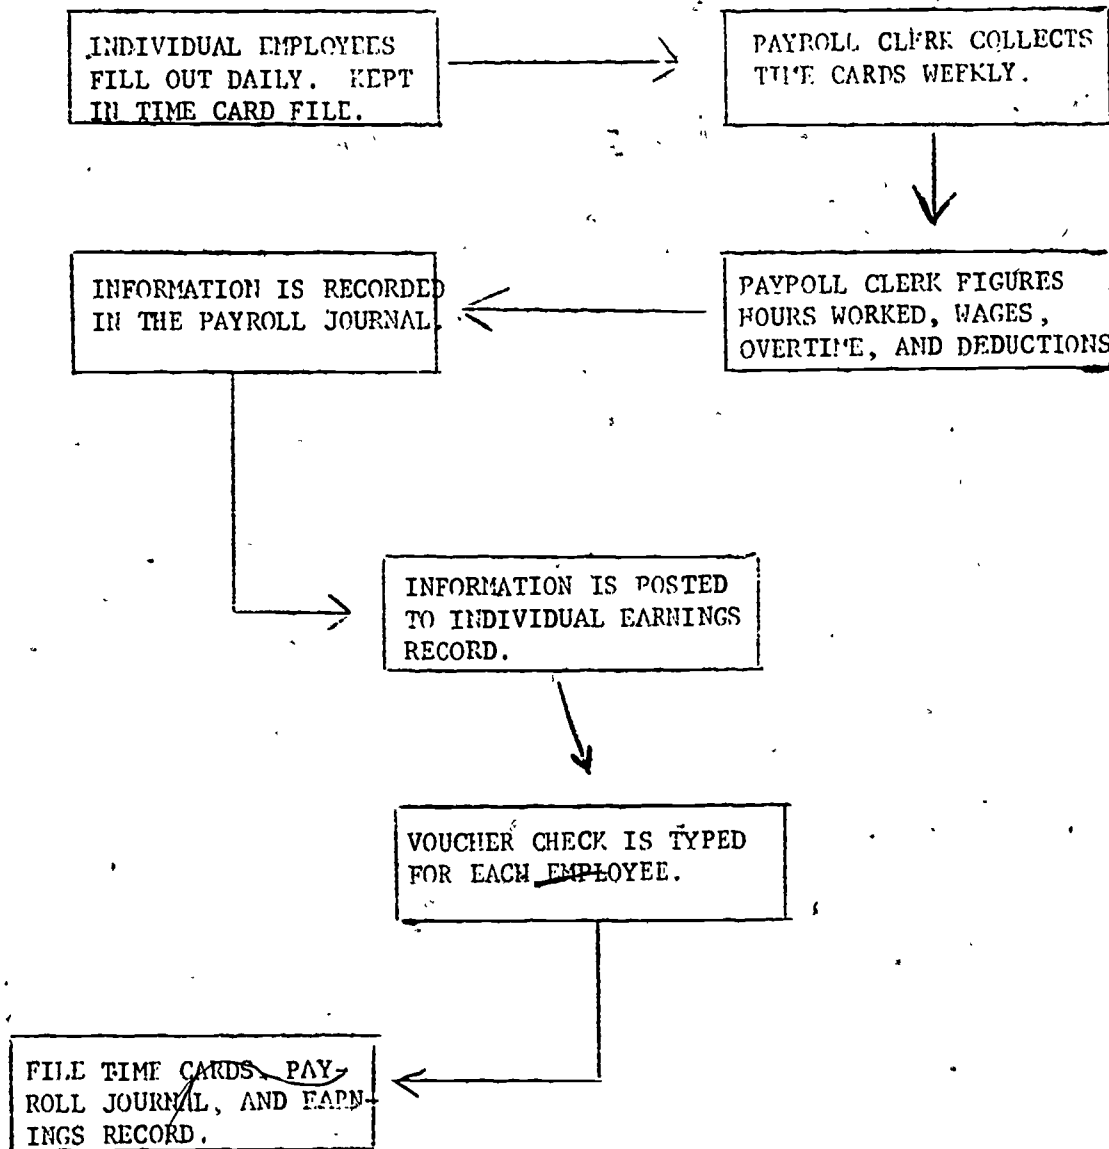 INDIVIDUAL EMPLOYEES
FILL OUT DAILY. KEPT
IN TIME CARD FILE.
PAYROLL CLERK COLLECTS
TIME CARDS WEEKLY.
PAYPOLL CLERK FIGURES
HOURS WORKED, WAGES,
OVERTIME, AND DEDUCTIONS
INFORMATION IS RECORDED
IN THE PAYROLL JOURNAL.
INFORMATION IS POSTED
TO INDIVIDUAL EARNINGS
RECORD.
VOUCHER CHECK IS TYPED
FOR EACH EMPLOYEE.
FILE TIME CARDS, PAY-
ROLL JOURNAL, AND EARN-
INGS RECORD.